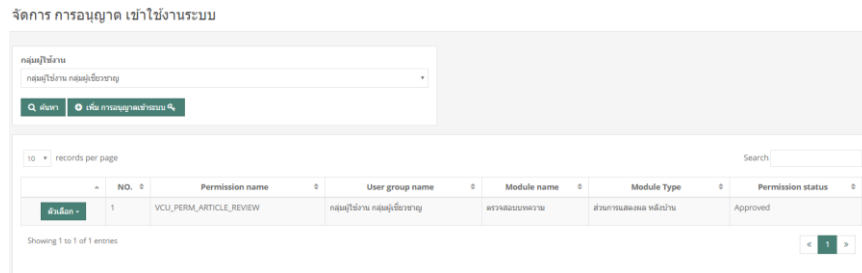 จัดการ การอนุญาต เข้าใช้งานระบบ
กลุ่มผู้ใช้งาน
กลุ่มผู้ใช้งาน กลุ่มผู้เชี่ยวชาญ
ค้นหา เพิ่ม การอนุญาตเข้าระบบ
10 records per page Search
NO. Permission name User group name Module name Module Type Permission status
ตัวเลือก 1 VCU_PERM_ARTICLE_REVIEW กลุ่มผู้ใช้งาน กลุ่มผู้เชี่ยวชาญ ตรวจสอบบทความ ส่วนการแสดงผล หลังบ้าน Approved
Showing 1 to 1 of 1 entries
« 1 »